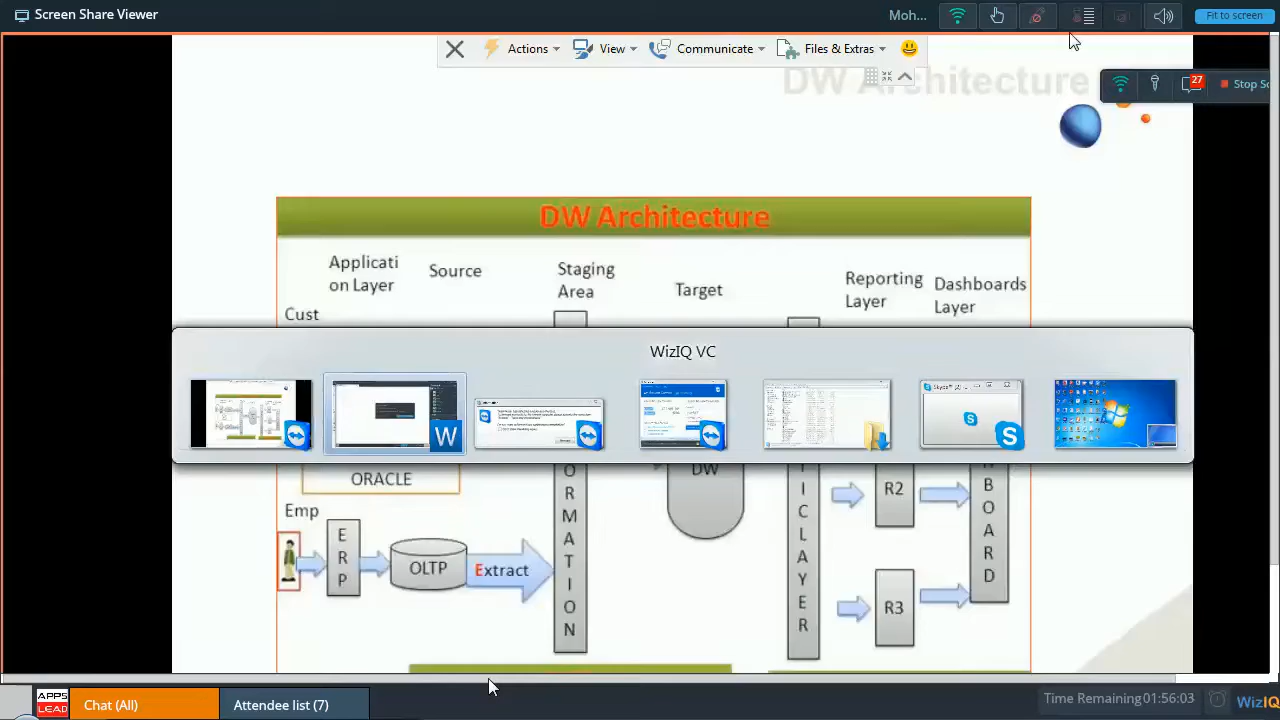 Screen Share Viewer
Moh...
Fit to screen
Actions
View
Communicate
Files & Extras
DW Architecture
27
Stop Sc
DW Architecture
Applicati
on Layer
Source
Staging
Area
Target
Reporting
Layer
Dashboards
Layer
Cust
WizIQ VC
W
S
ORACLE
Emp
E
R
P
OLTP
Extract
O
R
M
A
T
I
O
N
DW
T
I
C
L
A
Y
E
R
R2
R3
N
B
O
A
R
D
APPS
LEAD
Chat (All)
Attendee list (7)
Time Remaining 01:56:03
WizIQ